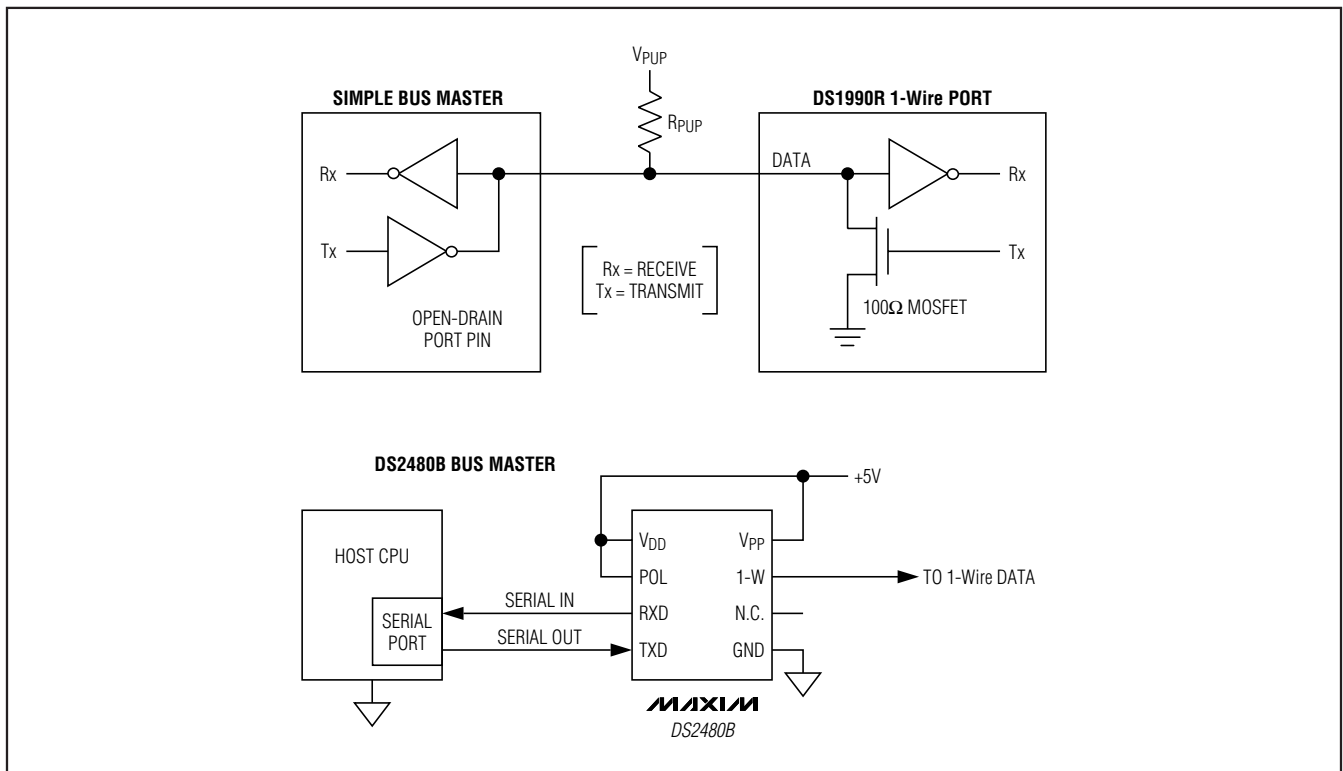 VPUP
SIMPLE BUS MASTER
DS1990R 1-Wire PORT
RPUP
DATA
Rx
Rx
Tx
Tx
Rx = RECEIVE
Tx = TRANSMIT
OPEN-DRAIN
PORT PIN
100Ω MOSFET
DS2480B BUS MASTER
+5V
HOST CPU
VDD
VPP
POL
1-W
TO 1-Wire DATA
SERIAL IN
RXD
N.C.
SERIAL
PORT
SERIAL OUT
TXD
GND
MAXIM
DS2480B